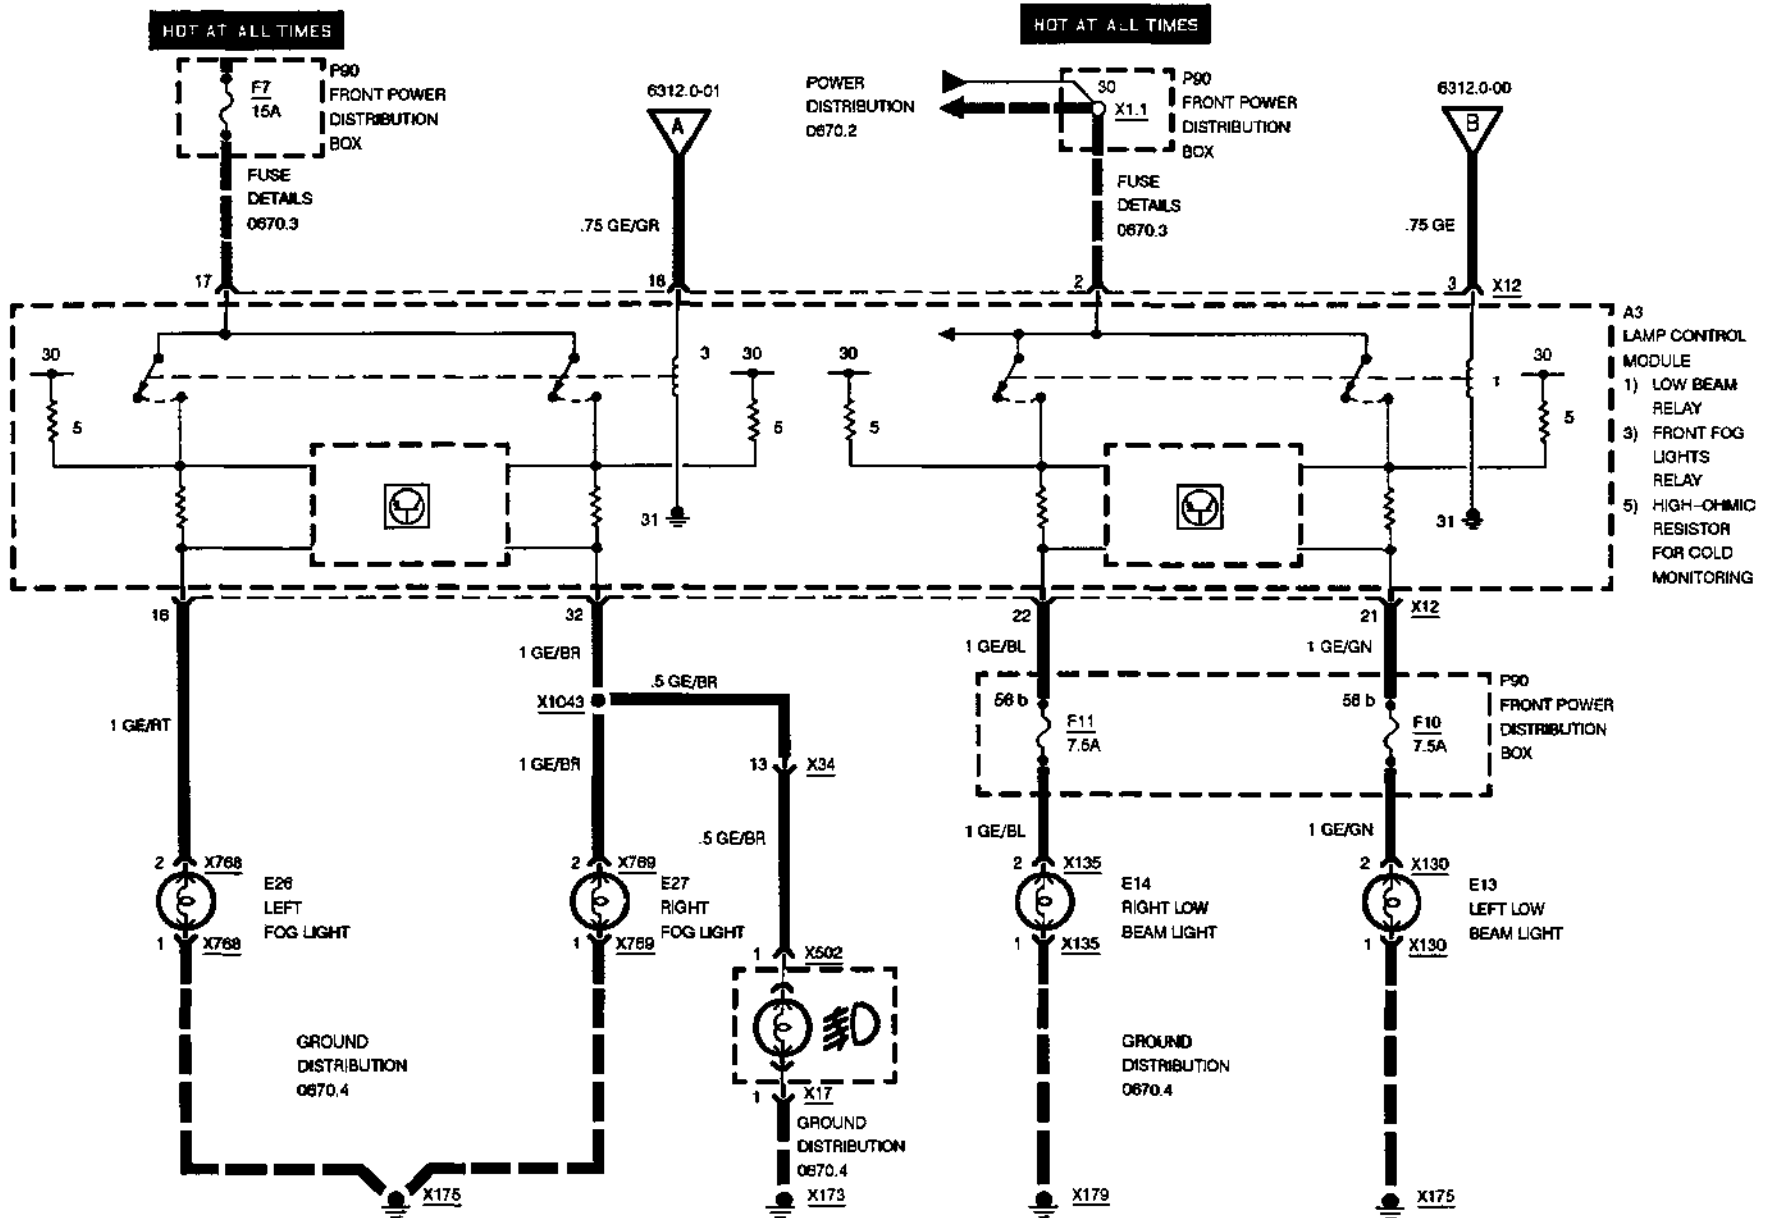 HOT AT ALL TIMES
HOT AT ALL TIMES
F7
15A
P90
FRONT POWER
DISTRIBUTION
BOX
FUSE
DETAILS
0670.3
6312.0-01
A
.75 GE/GR
POWER
DISTRIBUTION
0670.2
30
X1.1
P90
FRONT POWER
DISTRIBUTION
BOX
FUSE
DETAILS
0670.3
6312.0-00
B
.75 GE
17
18
2
3
X12
30
5
3
30
5
31
30
5
1
30
5
31
A3
LAMP CONTROL
MODULE
1) LOW BEAM
RELAY
3) FRONT FOG
LIGHTS
RELAY
5) HIGH-OHMIC
RESISTOR
FOR COLD
MONITORING
16
32
22
21
X12
1 GE/BR
1 GE/BL
1 GE/GN
X1043
.5 GE/BR
1 GE/RT
1 GE/BR
13
X34
.5 GE/BR
56 b
F11
7.5A
56 b
F10
7.5A
P90
FRONT POWER
DISTRIBUTION
BOX
1 GE/BL
1 GE/GN
2
X768
E26
LEFT
FOG LIGHT
1
X768
2
X769
E27
RIGHT
FOG LIGHT
1
X769
2
X135
E14
RIGHT LOW
BEAM LIGHT
1
X135
2
X130
E13
LEFT LOW
BEAM LIGHT
1
X130
1
X502
1
X17
GROUND
DISTRIBUTION
0670.4
GROUND
DISTRIBUTION
0670.4
GROUND
DISTRIBUTION
0670.4
X175
X173
X179
X175